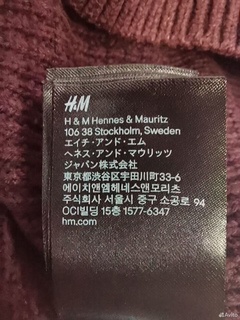 H&M
H & M Hennes & Mauritz
106 38 Stockholm, Sweden
エイチ・アンド・エム
ヘネス・アンド・マウリッツ
ジャパン株式会社
東京都渋谷区宇田川町33-6
에이치앤엠헤네스앤모리츠
주식회사 서울시 중구 소공로 94
OCI빌딩 15층 1577-6347
hm.com
Avito